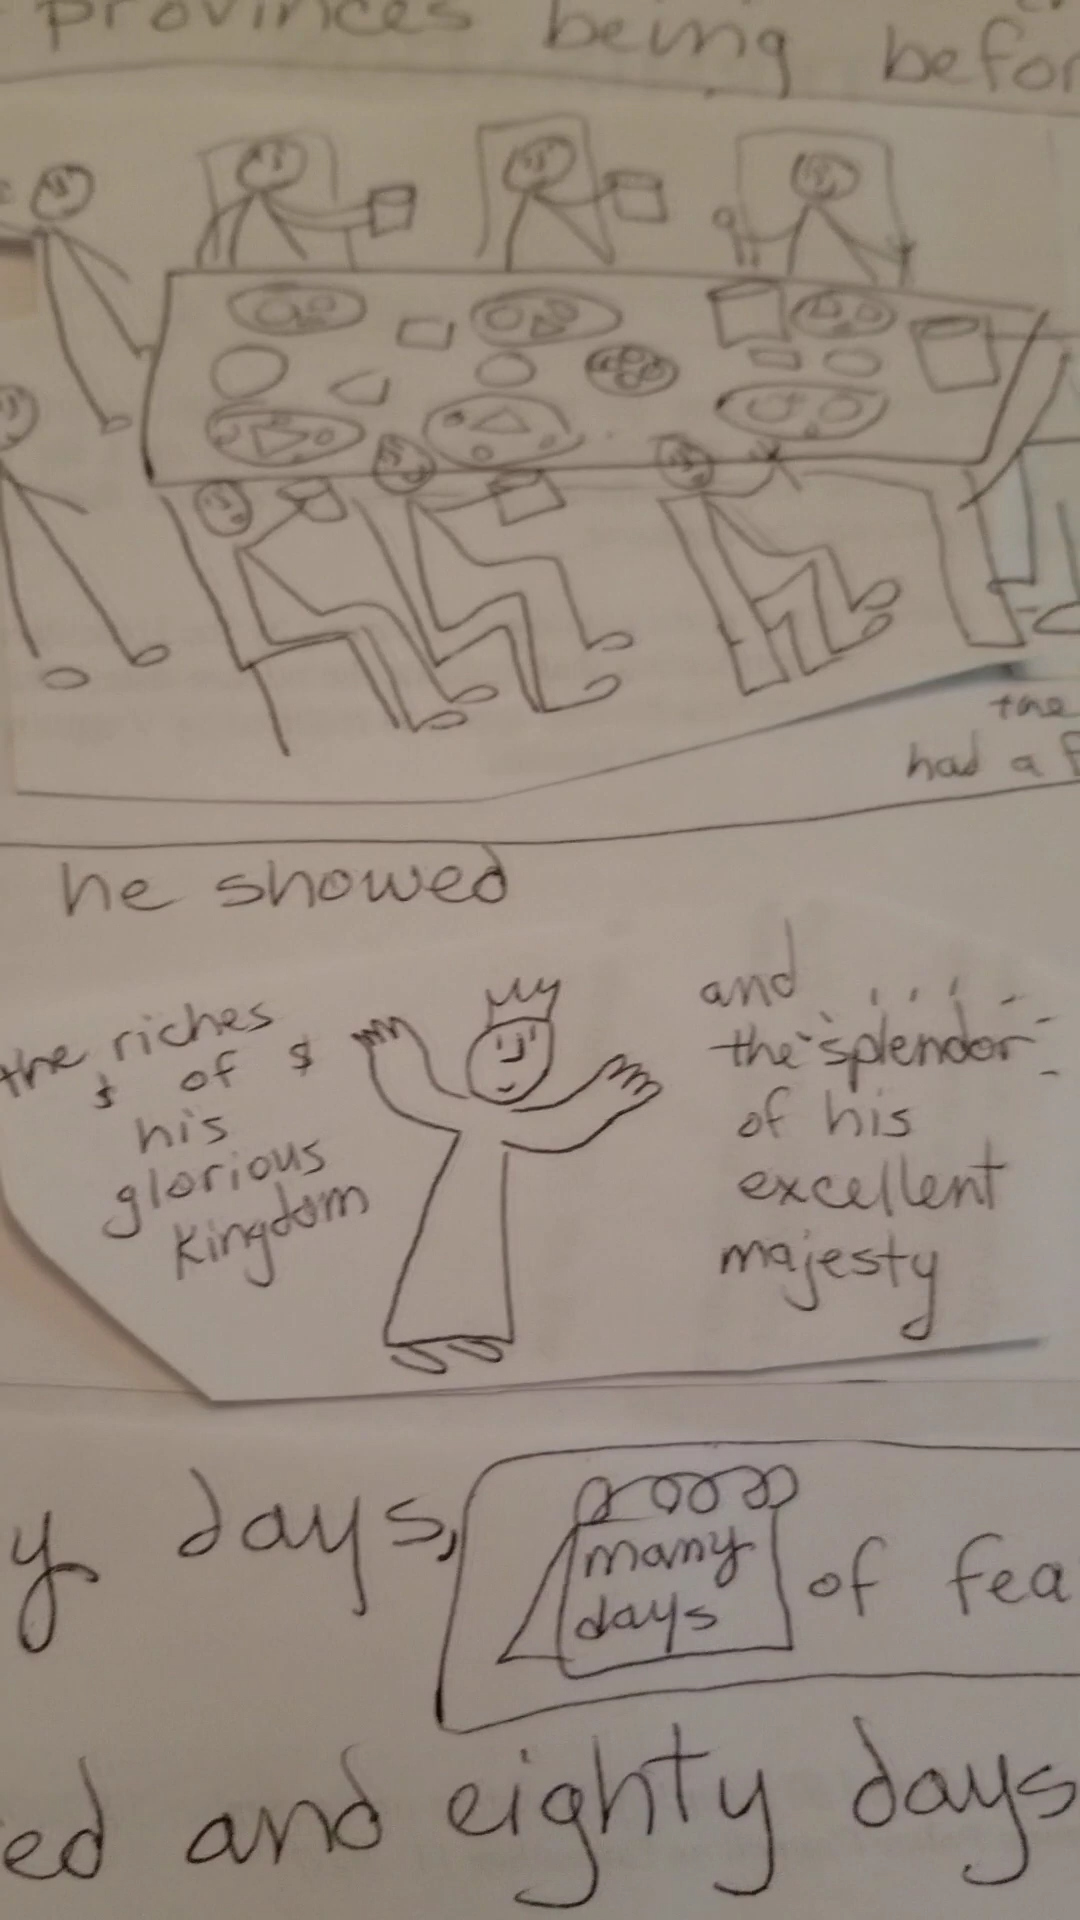 provinces being befor
the
had a f
he showed
the riches
$ of $
his
glorious
kingdom
and
the splendor
of his
excellent
majesty
y days,
many
days
of fea
ed and eighty days